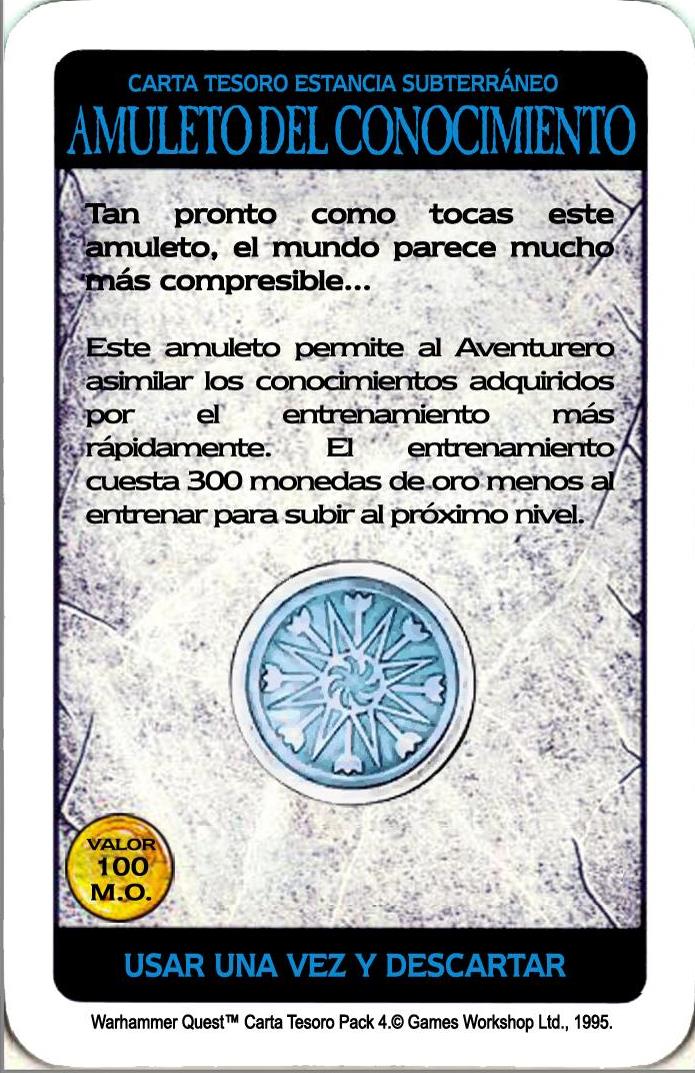 CARTA TESORO ESTANCIA SUBTERRÁNEO
AMULETO DEL CONOCIMIENTO
Tan pronto como tocas este
amuleto, el mundo parece mucho
más compresible...
Este amuleto permite al Aventurero
asimilar los conocimientos adquiridos
por el entrenamiento más
rápidamente. El entrenamiento
cuesta 300 monedas de oro menos al
entrenar para subir al próximo nivel.
VALOR
100
M.O.
USAR UNA VEZ Y DESCARTAR
Warhammer Quest™ Carta Tesoro Pack 4.© Games Workshop Ltd., 1995.